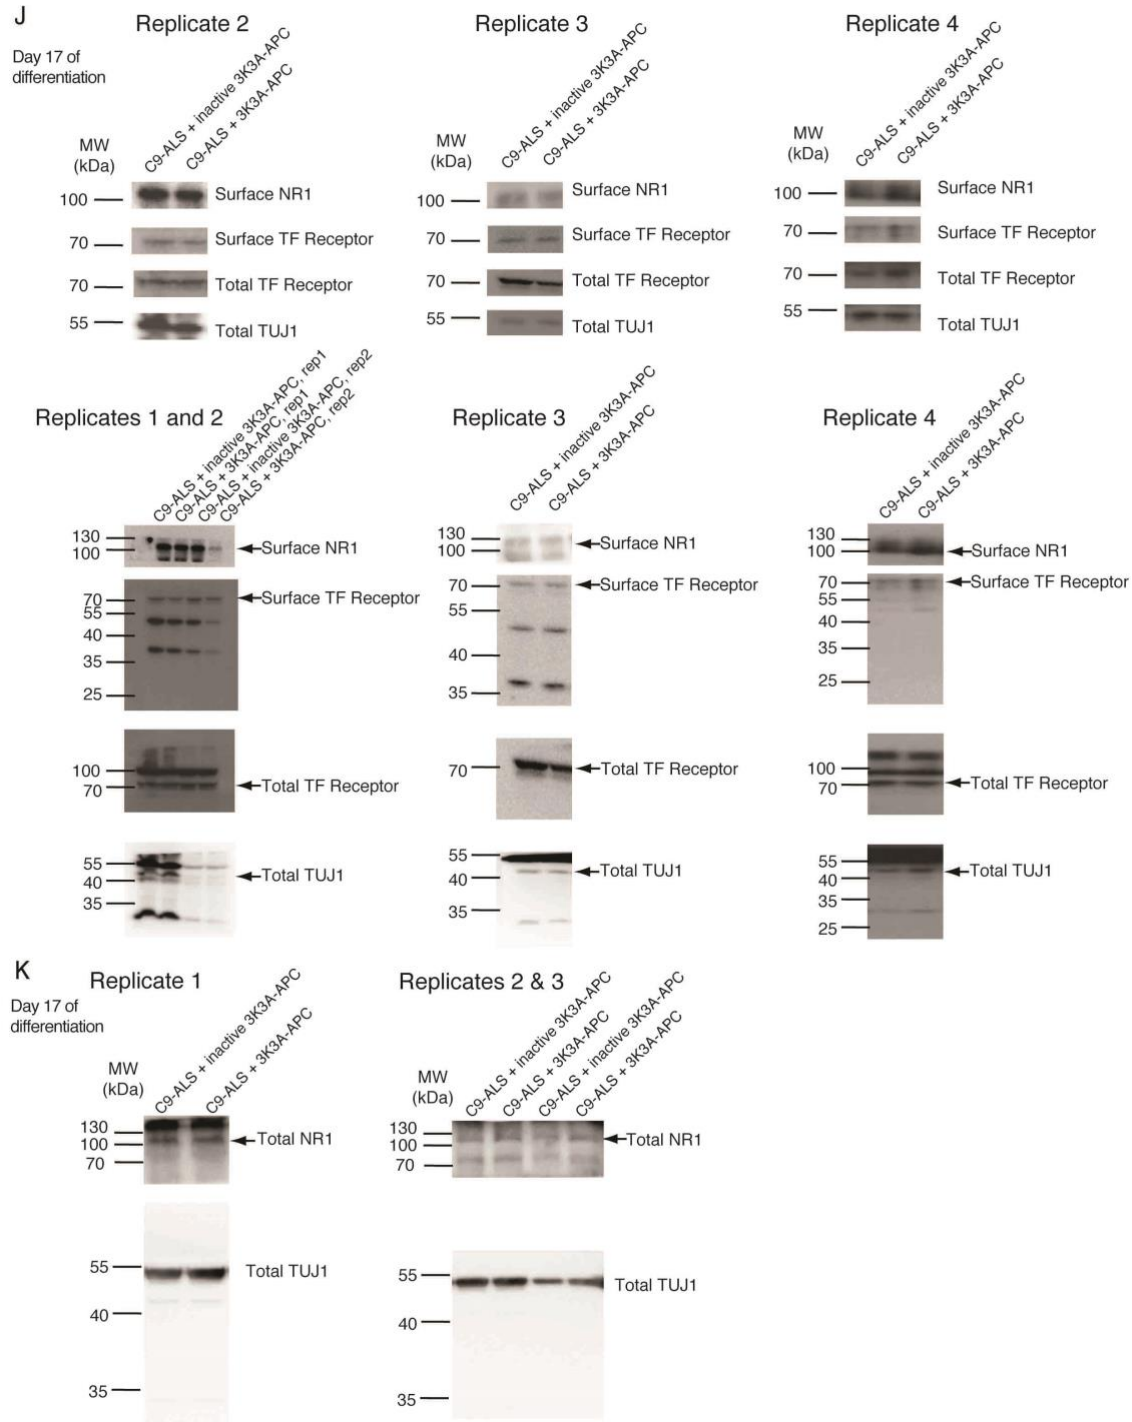 J
Day 17 of
differentiation
Replicate 2
C9-ALS + inactive 3K3A-APC
C9-ALS + 3K3A-APC
MW
(kDa)
100
Surface NR1
70
Surface TF Receptor
70
Total TF Receptor
55
Total TUJ1
Replicate 3
C9-ALS + inactive 3K3A-APC
C9-ALS + 3K3A-APC
MW
(kDa)
100
Surface NR1
70
Surface TF Receptor
70
Total TF Receptor
55
Total TUJ1
Replicate 4
C9-ALS + inactive 3K3A-APC
C9-ALS + 3K3A-APC
MW
(kDa)
100
Surface NR1
70
Surface TF Receptor
70
Total TF Receptor
55
Total TUJ1
Replicates 1 and 2
C9-ALS + inactive 3K3A-APC, rep1
C9-ALS + 3K3A-APC, rep1
C9-ALS + inactive 3K3A-APC, rep2
C9-ALS + 3K3A-APC, rep2
130
100
Surface NR1
70
55
40
35
25
Surface TF Receptor
100
70
Total TF Receptor
55
40
35
Total TUJ1
Replicate 3
C9-ALS + inactive 3K3A-APC
C9-ALS + 3K3A-APC
130
100
Surface NR1
70
55
40
35
Surface TF Receptor
70
Total TF Receptor
55
40
35
Total TUJ1
Replicate 4
C9-ALS + inactive 3K3A-APC
C9-ALS + 3K3A-APC
130
100
Surface NR1
70
55
40
35
25
Surface TF Receptor
100
70
Total TF Receptor
55
40
35
25
Total TUJ1
K
Day 17 of
differentiation
Replicate 1
C9-ALS + inactive 3K3A-APC
C9-ALS + 3K3A-APC
MW
(kDa)
130
100
70
Total NR1
55
40
35
Total TUJ1
Replicates 2 & 3
C9-ALS + inactive 3K3A-APC
C9-ALS + 3K3A-APC
C9-ALS + inactive 3K3A-APC
C9-ALS + 3K3A-APC
MW
(kDa)
130
100
70
Total NR1
55
40
35
Total TUJ1